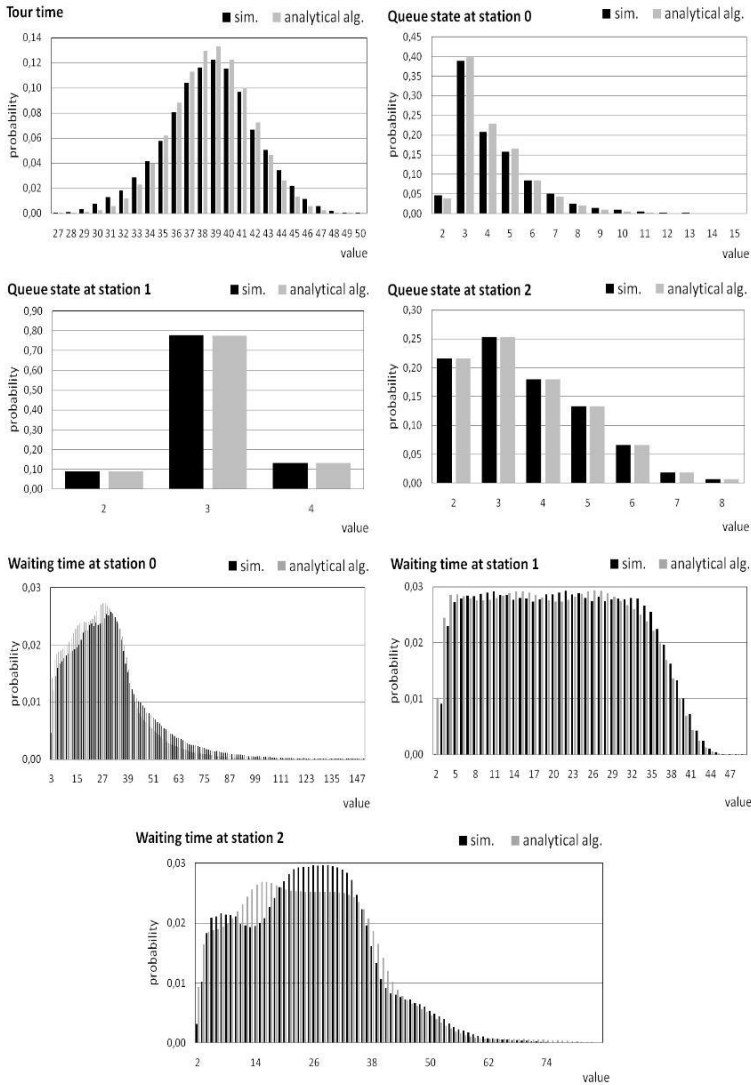 Tour time
sim. analytical alg.
0,14
0,12
0,10
0,08
0,06
0,04
0,02
0,00
probability
27 28 29 30 31 32 33 34 35 36 37 38 39 40 41 42 43 44 45 46 47 48 49 50
value
Queue state at station 0
sim. analytical alg.
0,45
0,40
0,35
0,30
0,25
0,20
0,15
0,10
0,05
0,00
probability
2 3 4 5 6 7 8 9 10 11 12 13 14 15
value
Queue state at station 1
sim. analytical alg.
0,90
0,80
0,70
0,60
0,50
0,40
0,30
0,20
0,10
0,00
probability
2 3 4
value
Queue state at station 2
sim. analytical alg.
0,30
0,25
0,20
0,15
0,10
0,05
0,00
probability
2 3 4 5 6 7 8
value
Waiting time at station 0
sim. analytical alg.
0,03
0,02
0,01
0,00
probability
3 15 27 39 51 63 75 87 99 111 123 135 147
value
Waiting time at station 1
sim. analytical alg.
0,03
0,02
0,01
0,00
probability
2 5 8 11 14 17 20 23 26 29 32 35 38 41 44 47
value
Waiting time at station 2
sim. analytical alg.
0,03
0,02
0,01
0,00
probability
2 14 26 38 50 62 74
value